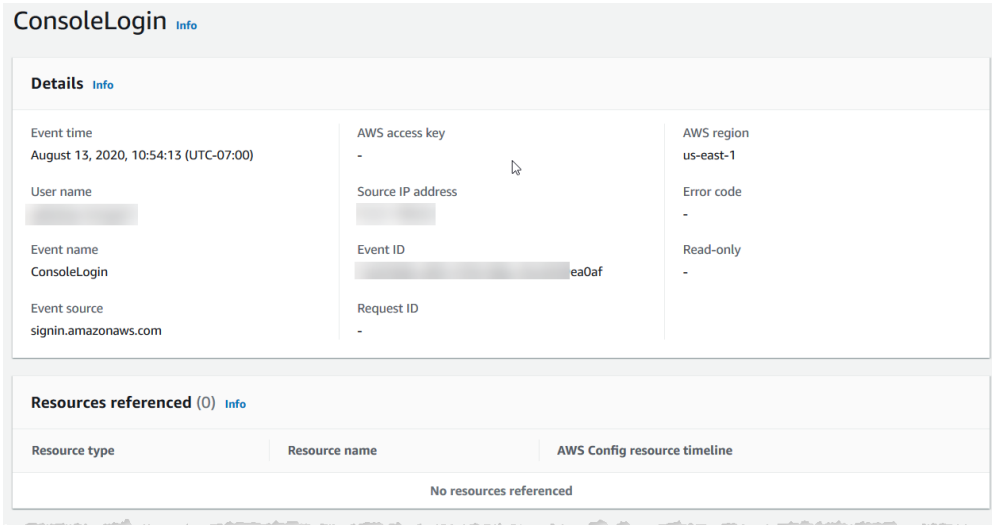 ConsoleLogin Info
Details Info
Event time
August 13, 2020, 10:54:13 (UTC-07:00)
User name
Event name
ConsoleLogin
Event source
signin.amazonaws.com
AWS access key
-
Source IP address
Event ID
ea0af
Request ID
-
AWS region
us-east-1
Error code
-
Read-only
-
Resources referenced (0) Info
Resource type Resource name AWS Config resource timeline
No resources referenced